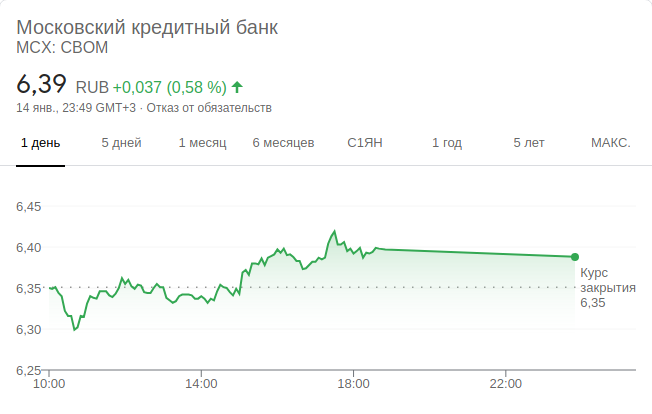 Московский кредитный банк
MCX: CBOM
6,39 RUB +0,037 (0,58 %)
14 янв., 23:49 GMT+3 · Отказ от обязательств
1 день 5 дней 1 месяц 6 месяцев С1ЯН 1 год 5 лет МАКС.
6,45
6,40
6,35
6,30
6,25
Курс
закрытия
6,35
10:00 14:00 18:00 22:00